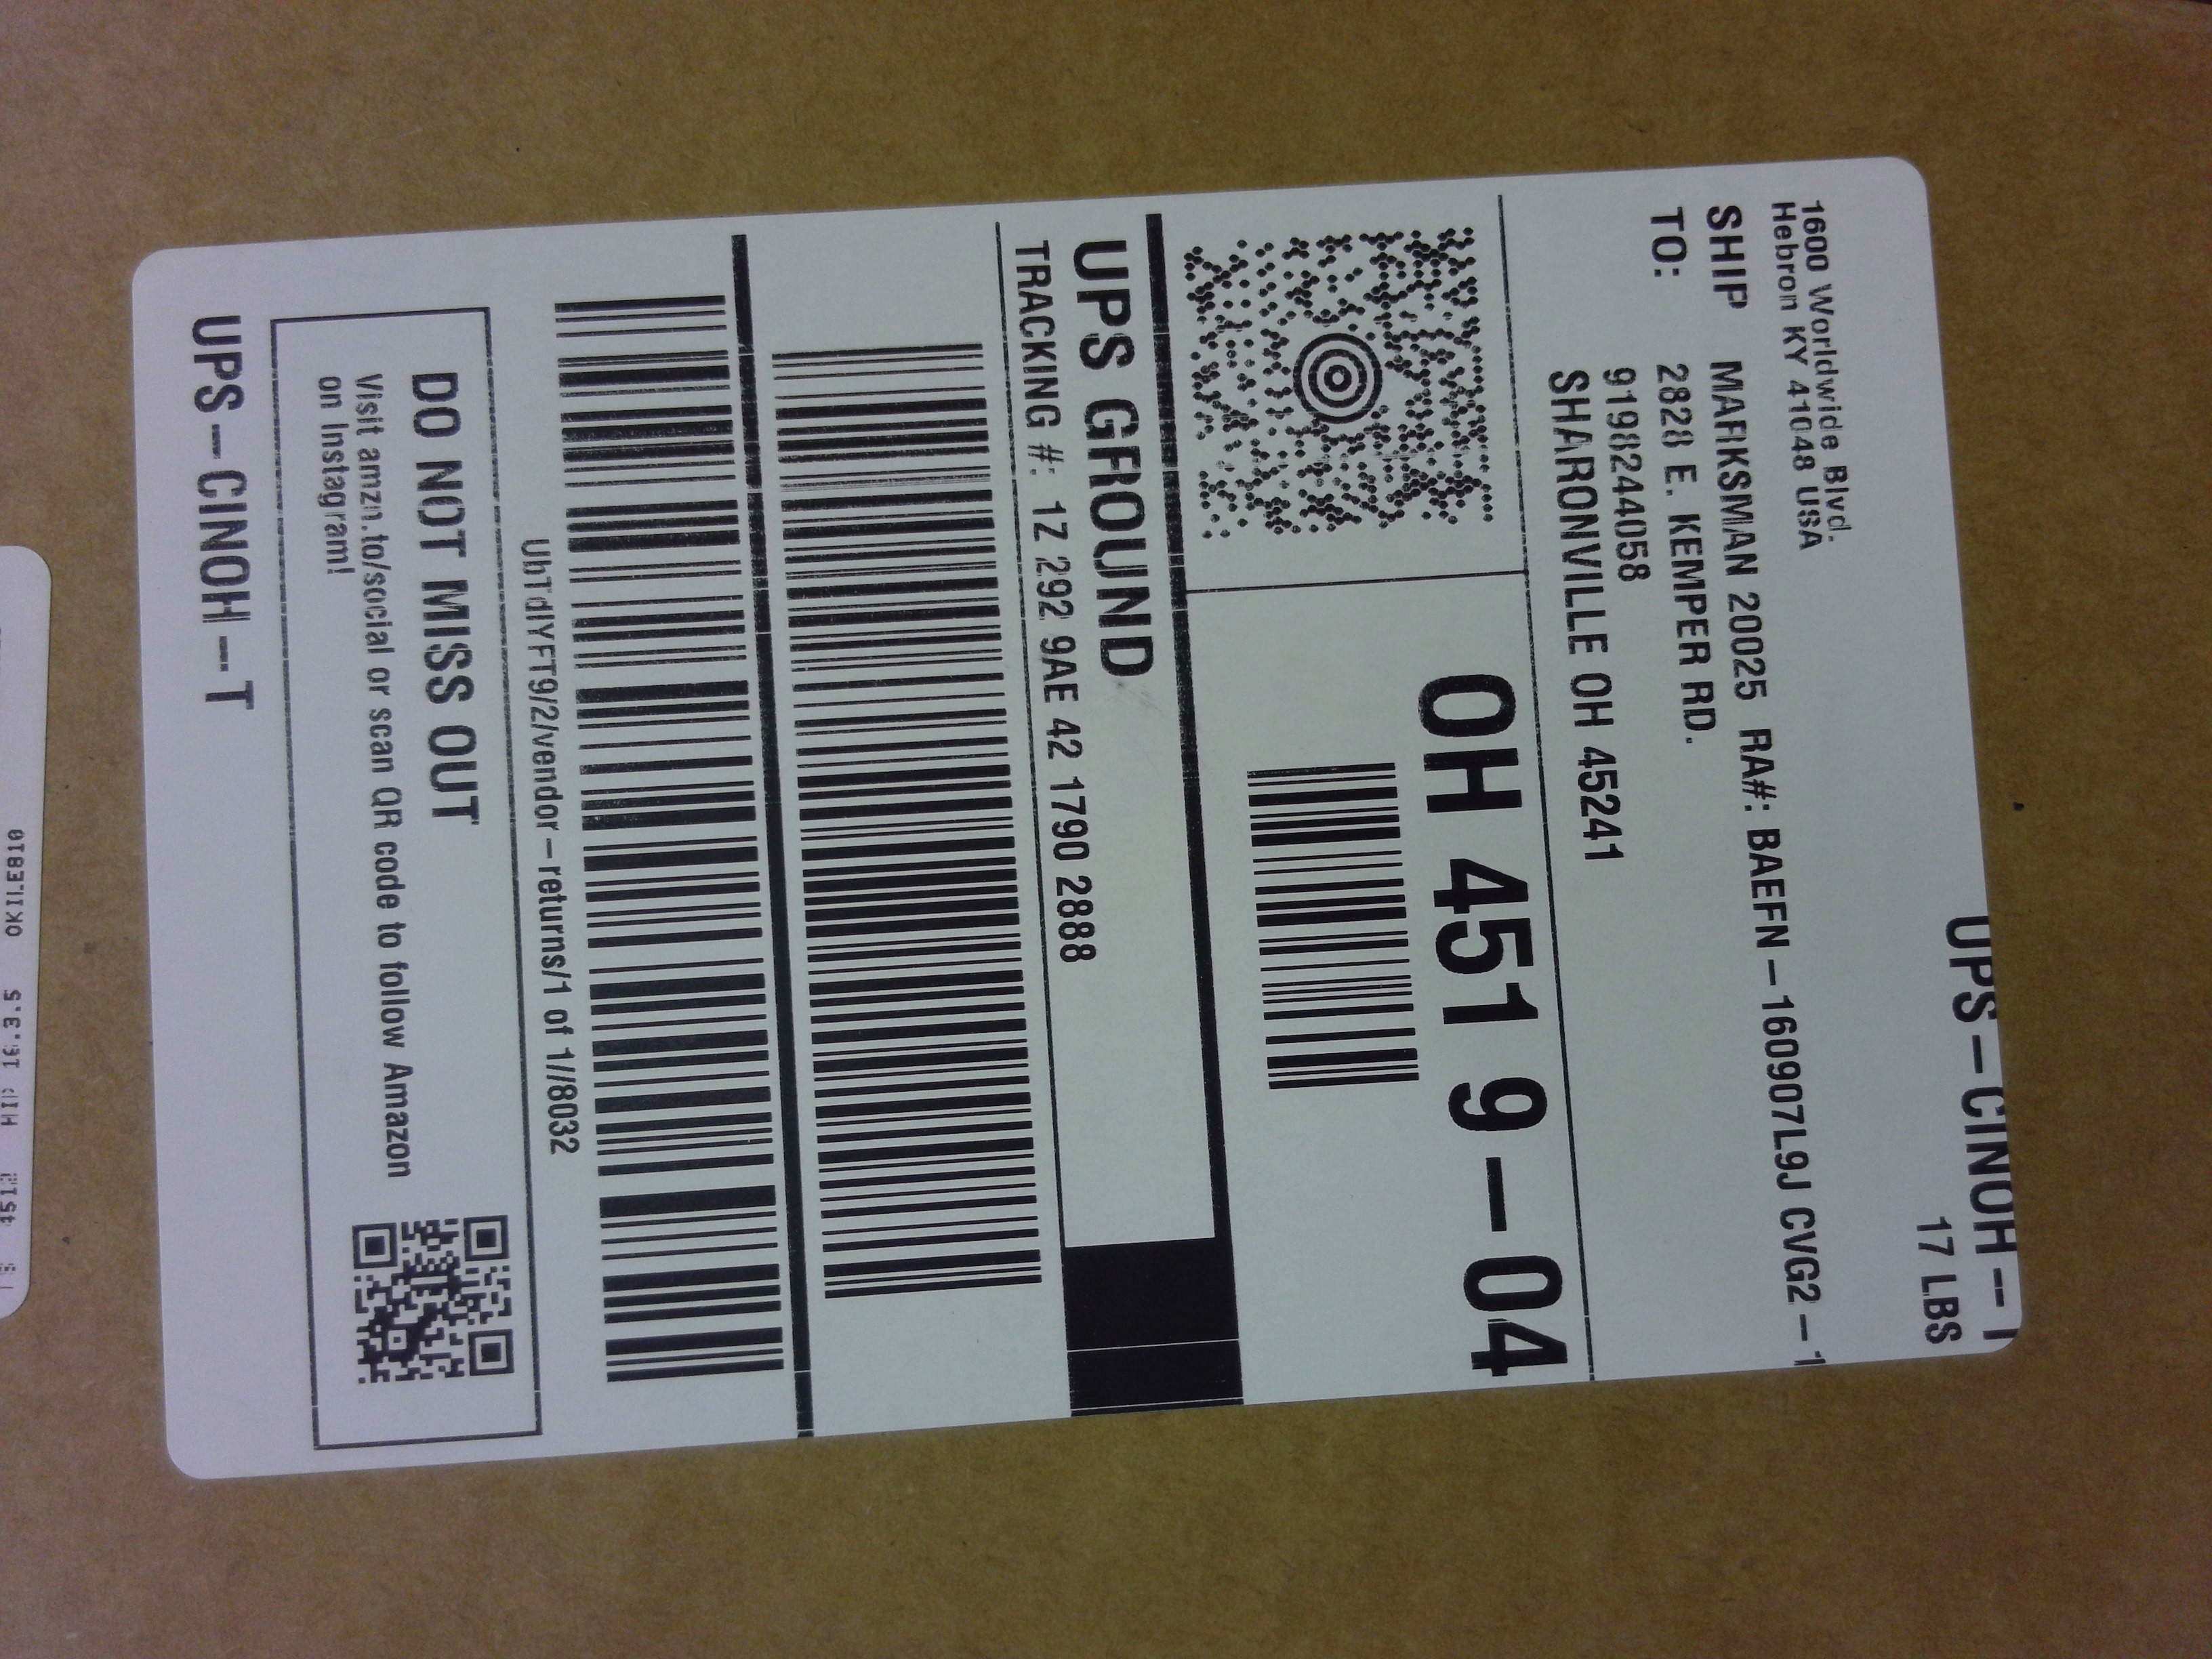 UPS-CINOH--T
17 LBS
1600 Worldwide Blvd.
Hebron KY 41048 USA
SHIP MARKSMAN 20025 RA#: BAEFN-160907L9J CVG2-1
TO: 2828 E. KEMPER RD.
9198244058
SHARONVILLE OH 45241
OH 451 9-04
UPS GROUND
TRACKING #: 1Z 292 9AE 42 1790 2888
UhTdlYFT9/2/vendor-returns/1 of 1//8032
DO NOT MISS OUT
Visit amzn.to/social or scan QR code to follow Amazon
on Instagram!
UPS-CINOH--T
OKILE810